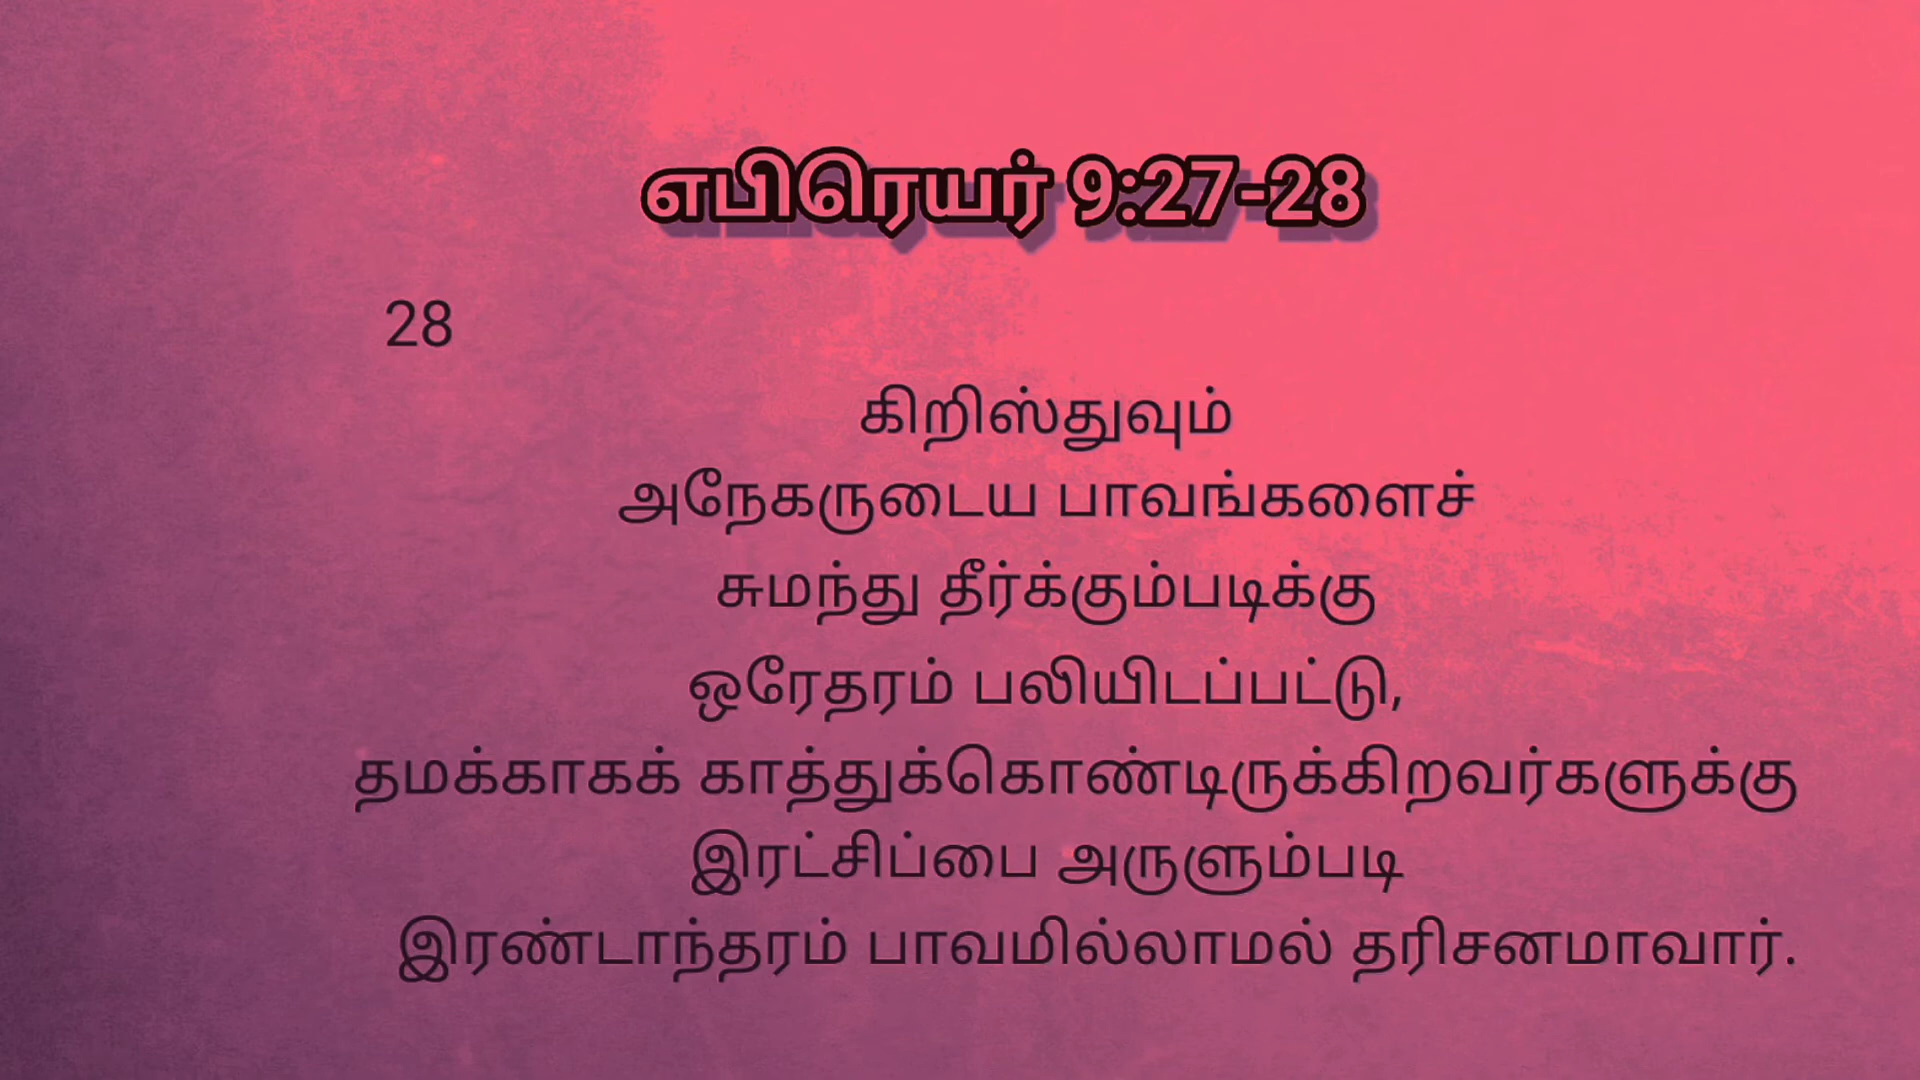 எபிரெயர் 9:27-28
28
கிறிஸ்துவும்
அநேகருடைய பாவங்களைச்
சுமந்து தீர்க்கும்படிக்கு
ஒரேதரம் பலியிடப்பட்டு,
தமக்காகக் காத்துக்கொண்டிருக்கிறவர்களுக்கு
இரட்சிப்பை அருளும்படி
இரண்டாந்தரம் பாவமில்லாமல் தரிசனமாவார்.